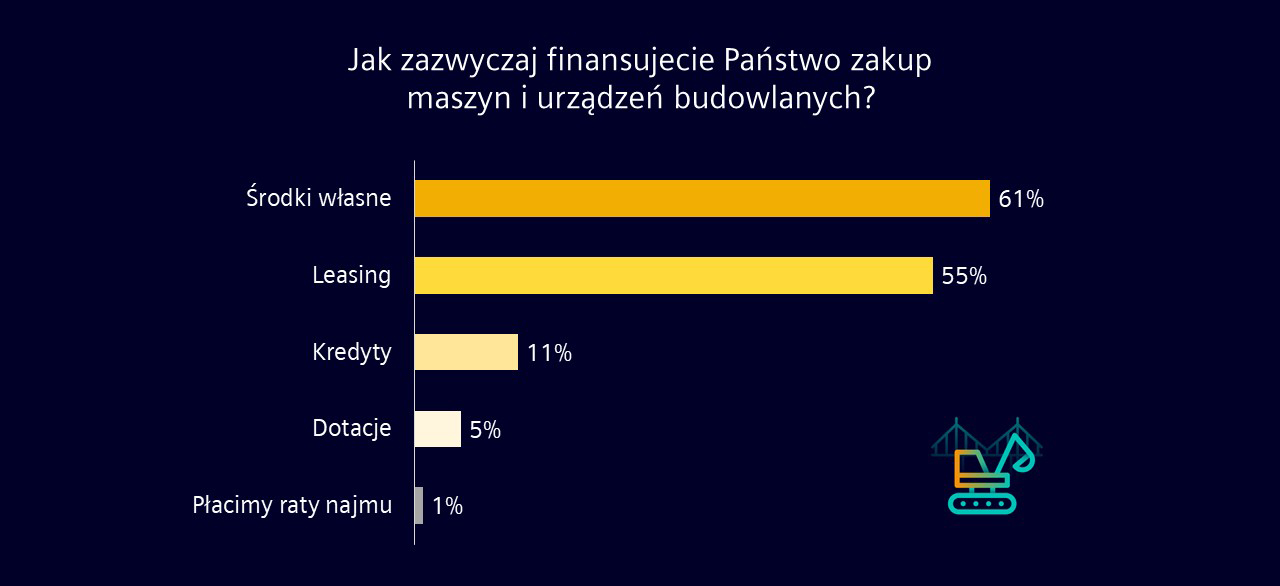 Jak zazwyczaj finansujecie Państwo zakup
maszyn i urządzeń budowlanych?
Środki własne 61%
Leasing 55%
Kredyty 11%
Dotacje 5%
Płacimy raty najmu 1%